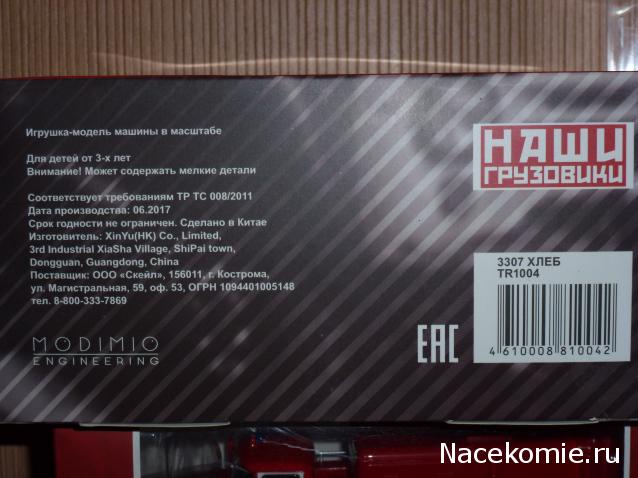 Игрушка-модель машины в масштабе
Для детей от 3-х лет
Внимание! Может содержать мелкие детали
Соответствует требованиям ТР ТС 008/2011
Дата производства: 06.2017
Срок годности не ограничен. Сделано в Китае
Изготовитель: XinYu(HK) Co., Limited,
3rd Industrial XiaSha Village, ShiPai town,
Dongguan, Guangdong, China
Поставщик: ООО «Скейл», 156011, г. Кострома,
ул. Магистральная, 59, оф. 53, ОГРН 1094401005148
тел. 8-800-333-7869
MODIMIO
ENGINEERING
НАШИ
ГРУЗОВИКИ
3307 ХЛЕБ
TR1004
4 610008 810042
EAC
Nacekomie.ru